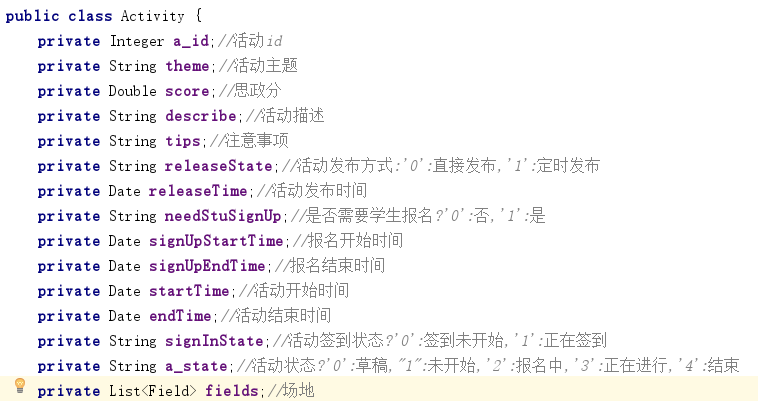 public class Activity {
private Integer a_id;//活动id
private String theme;//活动主题
private Double score;//思政分
private String describe;//活动描述
private String tips;//注意事项
private String releaseState;//活动发布方式:'0':直接发布,'1':定时发布
private Date releaseTime;//活动发布时间
private String needStuSignUp;//是否需要学生报名?'0':否,'1':是
private Date signUpStartTime;//报名开始时间
private Date signUpEndTime;//报名结束时间
private Date startTime;//活动开始时间
private Date endTime;//活动结束时间
private String signInState;//活动签到状态?'0':签到未开始,'1':正在签到
private String a_state;//活动状态?'0':草稿,"1":未开始,'2':报名中,'3':正在进行,'4':结束
private List<Field> fields;//场地